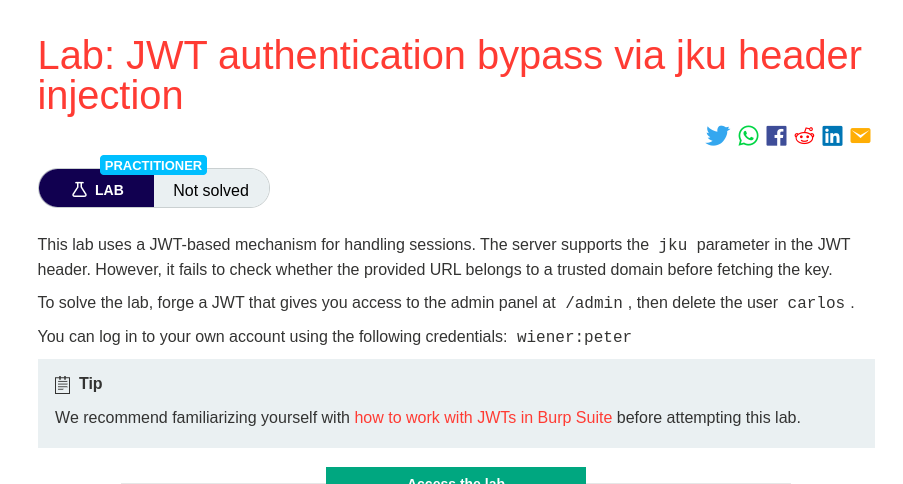 Lab: JWT authentication bypass via jku header
injection
PRACTITIONER
LAB Not solved
This lab uses a JWT-based mechanism for handling sessions. The server supports the jku parameter in the JWT
header. However, it fails to check whether the provided URL belongs to a trusted domain before fetching the key.
To solve the lab, forge a JWT that gives you access to the admin panel at /admin , then delete the user carlos .
You can log in to your own account using the following credentials: wiener:peter
Tip
We recommend familiarizing yourself with how to work with JWTs in Burp Suite before attempting this lab.
Access the lab